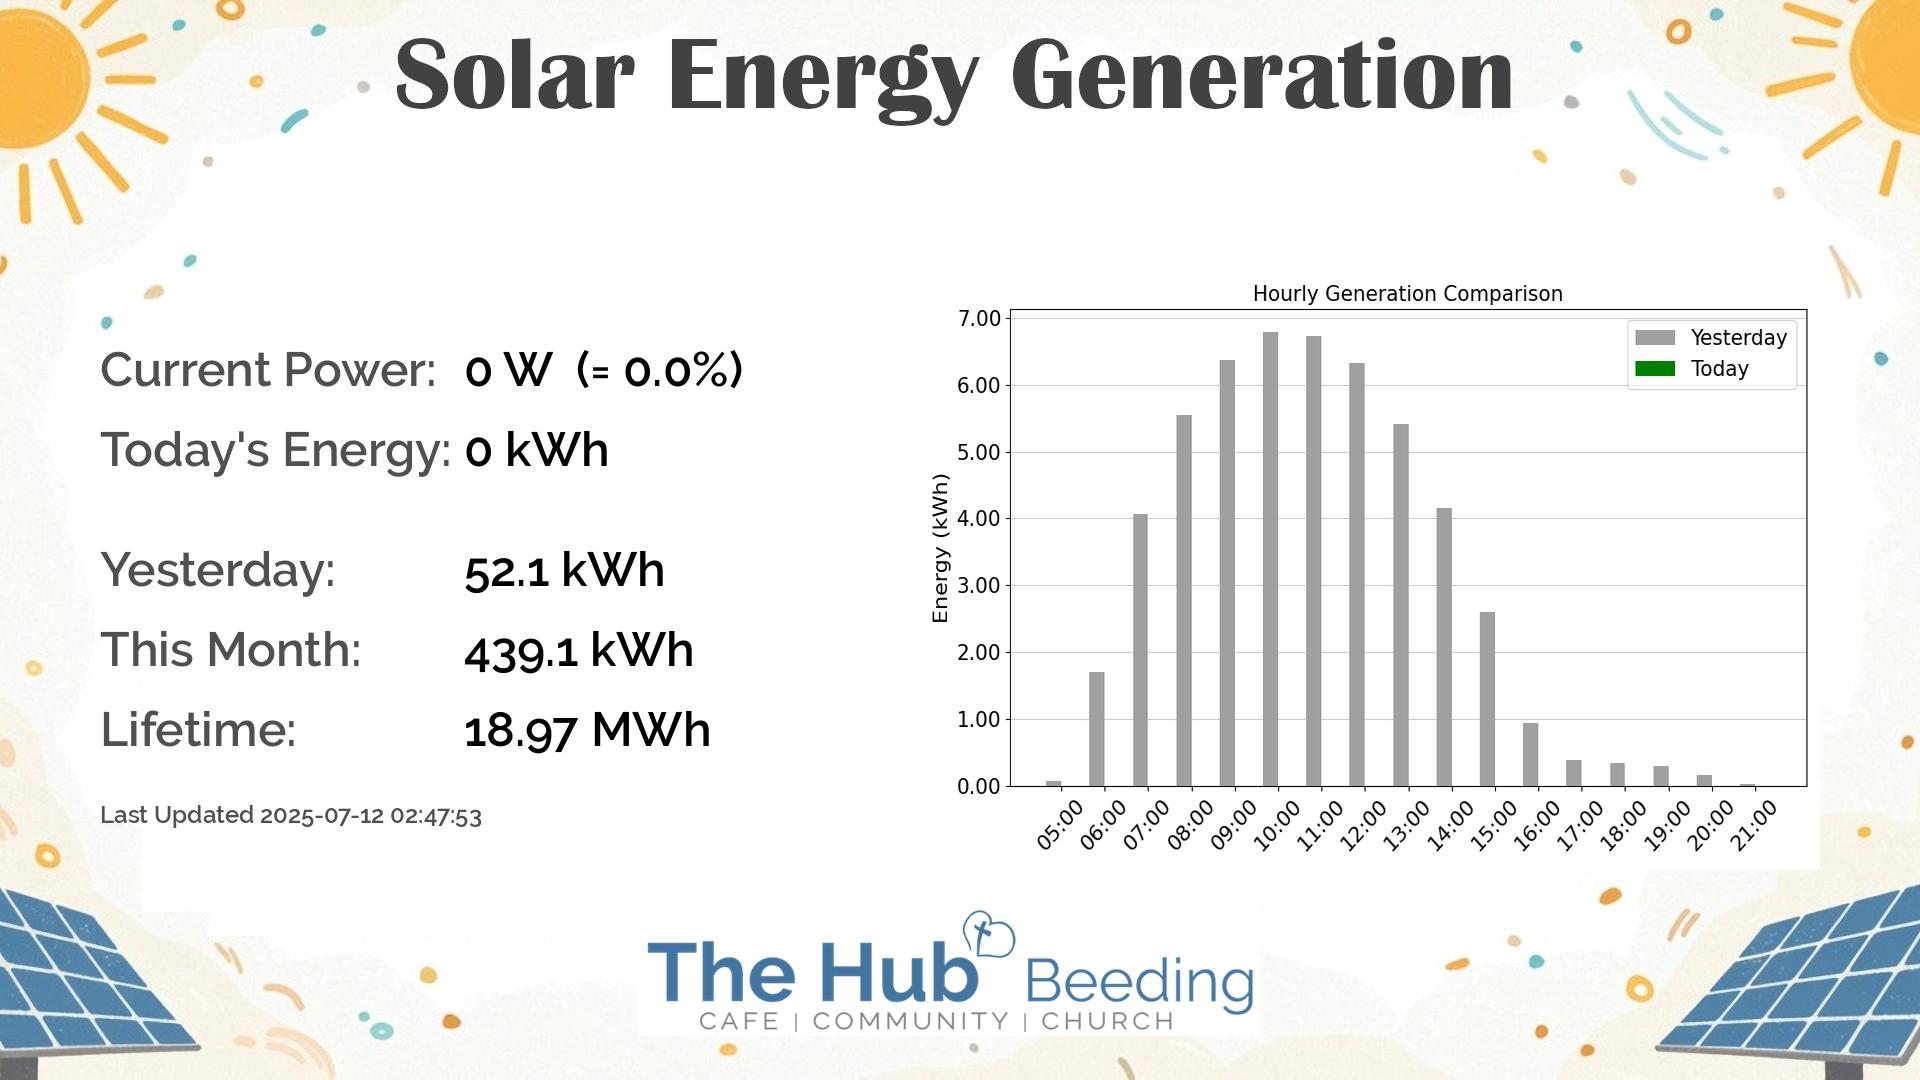 Solar Energy Generation
Current Power: 0 W (= 0.0%)
Today's Energy: 0 kWh
Yesterday: 52.1 kWh
This Month: 439.1 kWh
Lifetime: 18.97 MWh
Last Updated 2025-07-12 02:47:53
Hourly Generation Comparison
Yesterday
Today
Energy (kWh)
7.00
6.00
5.00
4.00
3.00
2.00
1.00
0.00
05:00 06:00 07:00 08:00 09:00 10:00 11:00 12:00 13:00 14:00 15:00 16:00 17:00 18:00 19:00 20:00 21:00
The Hub Beeding
CAFE | COMMUNITY | CHURCH